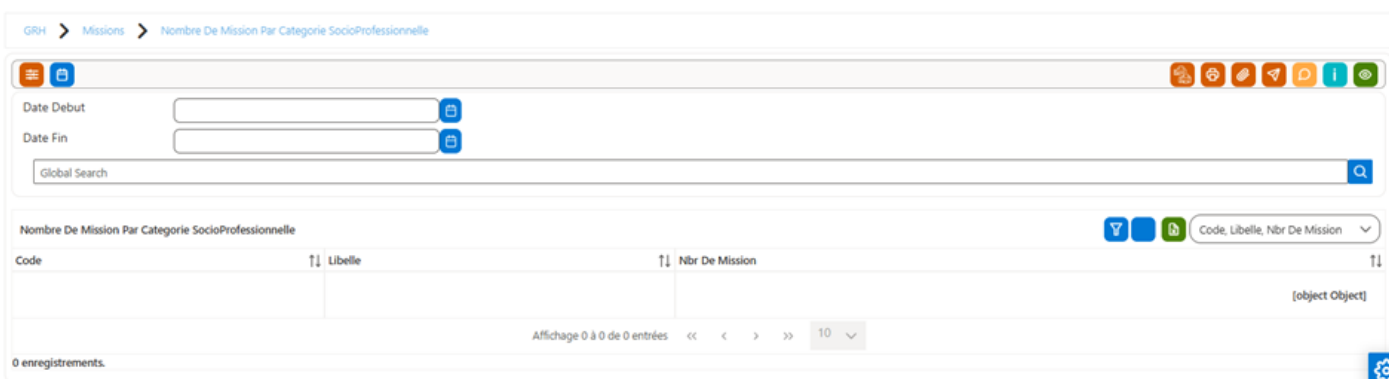 GRH Missions Nombre De Mission Par Categorie SocioProfessionnelle
Date Debut
Date Fin
Global Search
Nombre De Mission Par Categorie SocioProfessionnelle Code, Libelle, Nbr De Mission
Code Libelle Nbr De Mission
[object Object]
Affichage 0 à 0 de 0 entrées << < > >> 10
0 enregistrements.